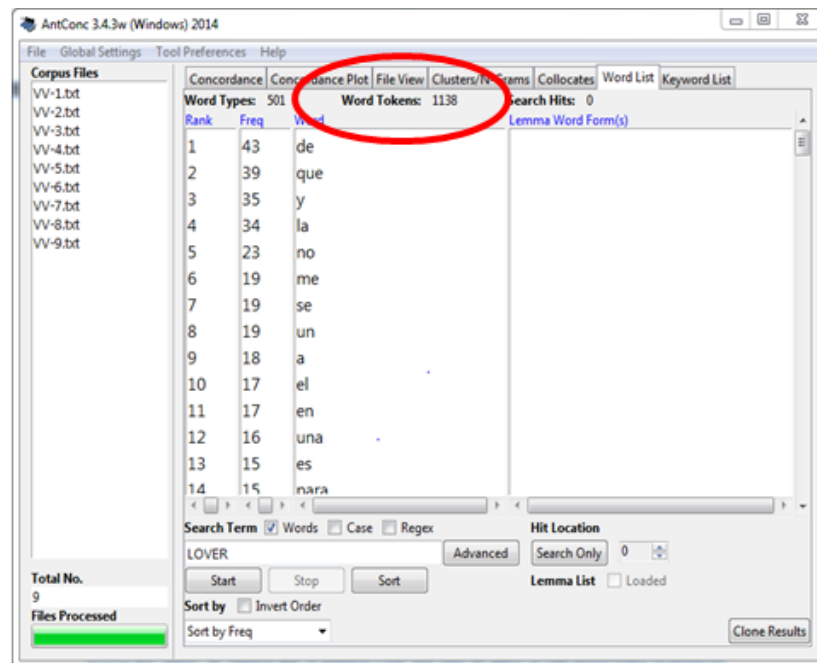 AntConc 3.4.3w (Windows) 2014
File Global Settings Tool Preferences Help
Corpus Files
VV-1.txt
VV-2.txt
VV-3.txt
VV-4.txt
VV-5.txt
VV-6.txt
VV-7.txt
VV-8.txt
VV-9.txt
Concordance Concordance Plot File View Clusters/N-Grams Collocates Word List Keyword List
Word Types: 501 Word Tokens: 1138 Search Hits: 0
Rank Freq Word Lemma Word Form(s)
1 43 de
2 39 que
3 35 y
4 34 la
5 23 no
6 19 me
7 19 se
8 19 un
9 18 a
10 17 el
11 17 en
12 16 una
13 15 es
14 15 para
Search Term Words Case Regex Hit Location
LOVER Advanced Search Only 0
Start Stop Sort Lemma List Loaded
Total No.
9
Files Processed
Sort by Invert Order
Sort by Freq Clone Results